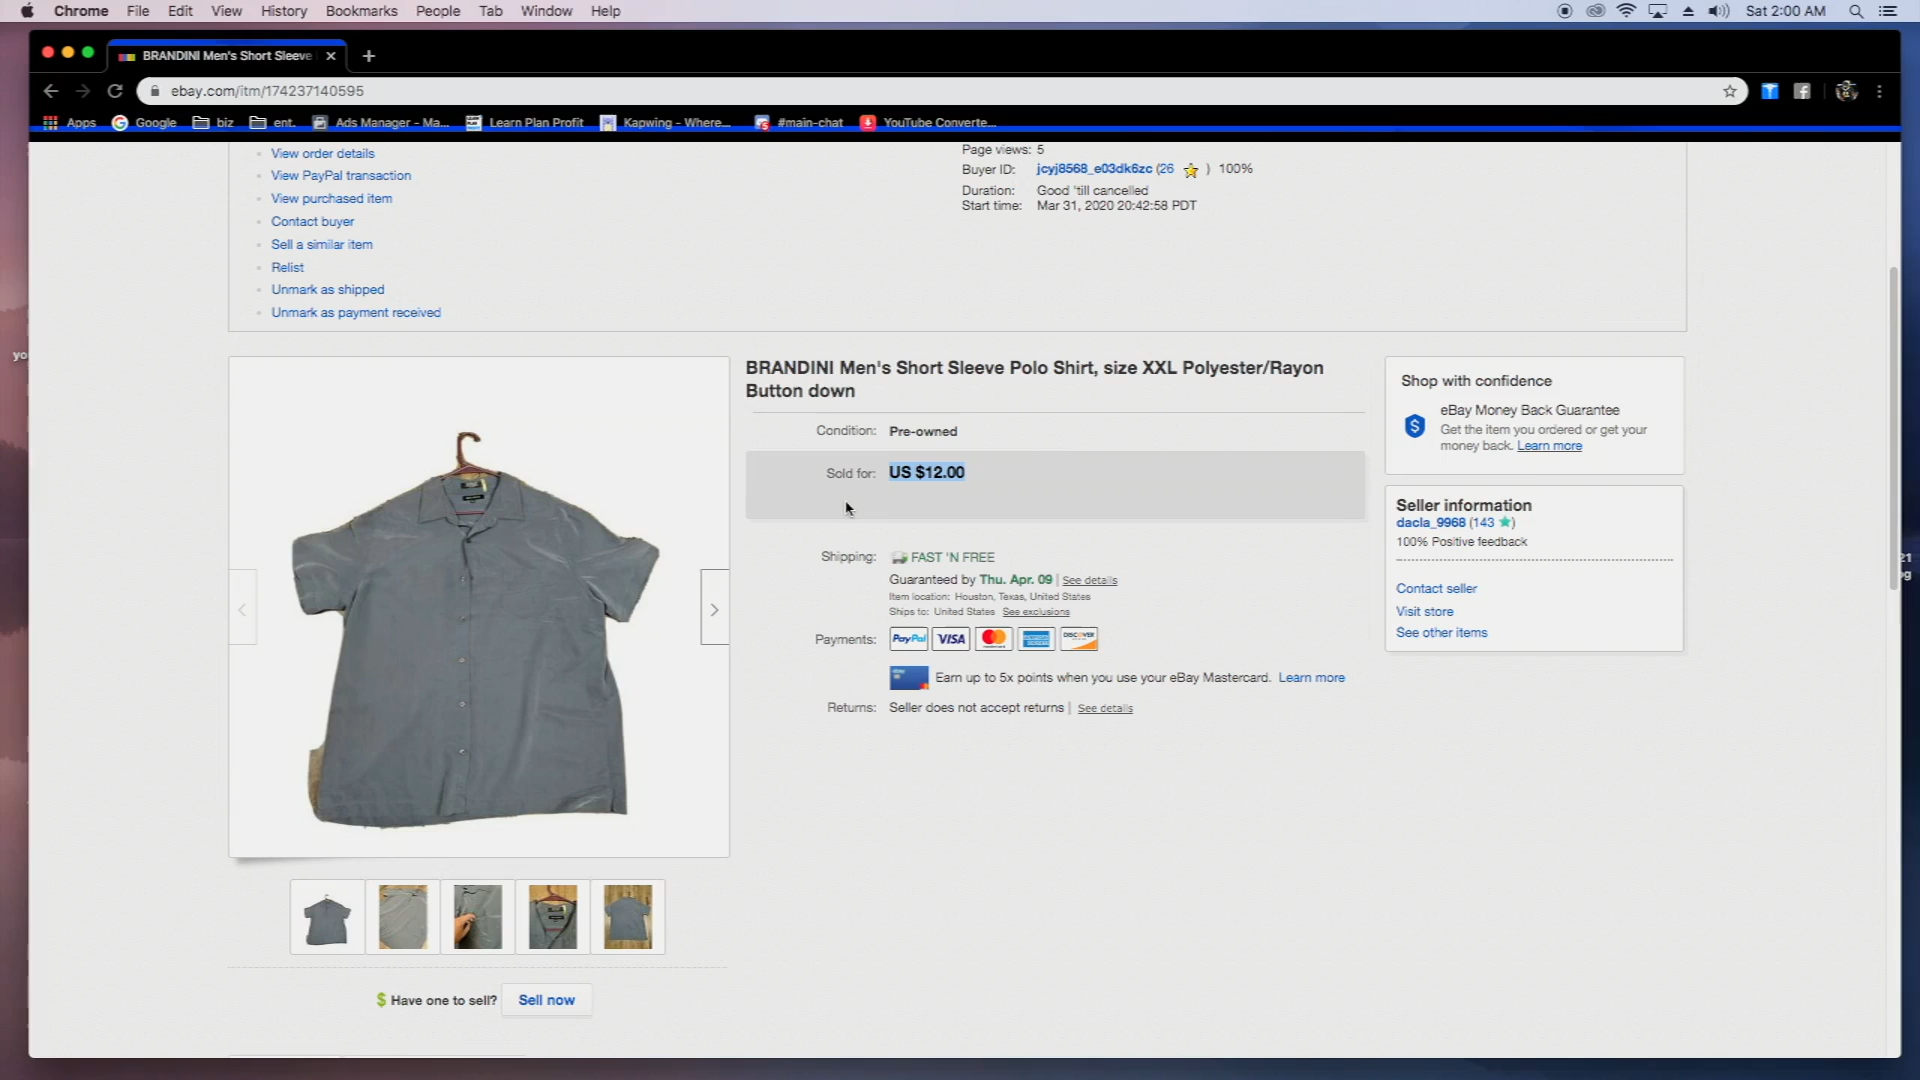 Chrome File Edit View History Bookmarks People Tab Window Help Sat 2:00 AM
BRANDINI Men's Short Sleeve
ebay.com/itm/174237140595
Apps Google biz ent. Ads Manager - Ma... Learn Plan Profit Kapwing - Where... #main-chat YouTube Converte...
View order details
View PayPal transaction
View purchased item
Contact buyer
Sell a similar item
Relist
Unmark as shipped
Unmark as payment received
Page views: 5
Buyer ID: jcyj8568_e03dk6zc (26 ) 100%
Duration: Good 'till cancelled
Start time: Mar 31, 2020 20:42:58 PDT
yo
BRANDINI Men's Short Sleeve Polo Shirt, size XXL Polyester/Rayon
Button down
Condition: Pre-owned
Sold for: US $12.00
Shipping: FAST 'N FREE
Guaranteed by Thu. Apr. 09 | See details
Item location: Houston, Texas, United States
Ships to: United States See exclusions
Payments: PayPal VISA DISCOVER
Earn up to 5x points when you use your eBay Mastercard. Learn more
Returns: Seller does not accept returns | See details
Shop with confidence
eBay Money Back Guarantee
Get the item you ordered or get your
money back. Learn more
Seller information
dacla_9968 (143 )
100% Positive feedback
Contact seller
Visit store
See other items
Have one to sell? Sell now